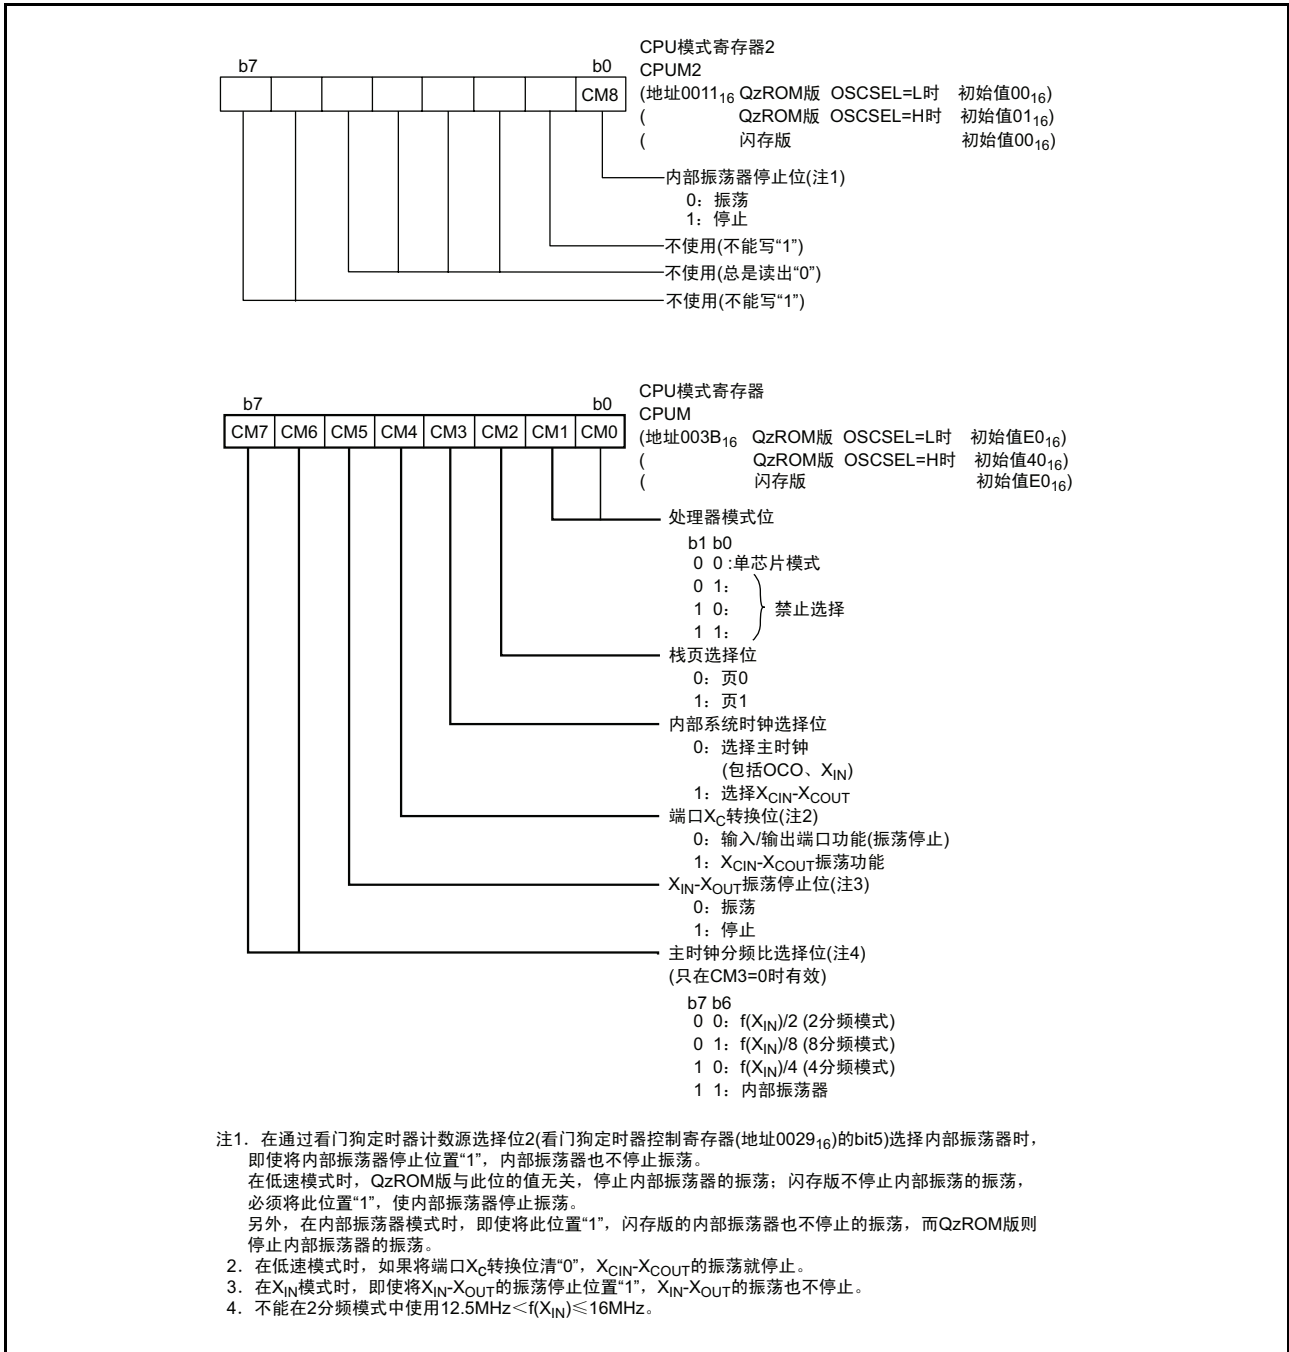 CPU模式寄存器2
b7 b0 CPUM2
CM8 (地址0011₁₆ QzROM版 OSCSEL=L时 初始值00₁₆)
( QzROM版 OSCSEL=H时 初始值01₁₆)
( 闪存版 初始值00₁₆)
内部振荡器停止位(注1)
0：振荡
1：停止
不使用(不能写“1”)
不使用(总是读出“0”)
不使用(不能写“1”)
CPU模式寄存器
b7 b0 CPUM
CM7 CM6 CM5 CM4 CM3 CM2 CM1 CM0 (地址003B₁₆ QzROM版 OSCSEL=L时 初始值E0₁₆)
( QzROM版 OSCSEL=H时 初始值40₁₆)
( 闪存版 初始值E0₁₆)
处理器模式位
b1 b0
0 0 :单芯片模式
0 1：
1 0： 禁止选择
1 1：
栈页选择位
0：页0
1：页1
内部系统时钟选择位
0：选择主时钟
(包括OCO、X_IN)
1：选择X_CIN-X_COUT
端口X_C转换位(注2)
0：输入/输出端口功能(振荡停止)
1：X_CIN-X_COUT振荡功能
X_IN-X_OUT振荡停止位(注3)
0：振荡
1：停止
主时钟分频比选择位(注4)
(只在CM3=0时有效)
b7 b6
0 0：f(X_IN)/2 (2分频模式)
0 1：f(X_IN)/8 (8分频模式)
1 0：f(X_IN)/4 (4分频模式)
1 1：内部振荡器
注1．在通过看门狗定时器计数源选择位2(看门狗定时器控制寄存器(地址0029₁₆)的bit5)选择内部振荡器时，
即使将内部振荡器停止位置“1”，内部振荡器也不停止振荡。
在低速模式时，QzROM版与此位的值无关，停止内部振荡器的振荡；闪存版不停止内部振荡的振荡，
必须将此位置“1”，使内部振荡器停止振荡。
另外，在内部振荡器模式时，即使将此位置“1”，闪存版的内部振荡器也不停止的振荡，而QzROM版则
停止内部振荡器的振荡。
2．在低速模式时，如果将端口X_C转换位清“0”，X_CIN-X_COUT的振荡就停止。
3．在X_IN模式时，即使将X_IN-X_OUT的振荡停止位置“1”，X_IN-X_OUT的振荡也不停止。
4．不能在2分频模式中使用12.5MHz＜f(X_IN)≤16MHz。